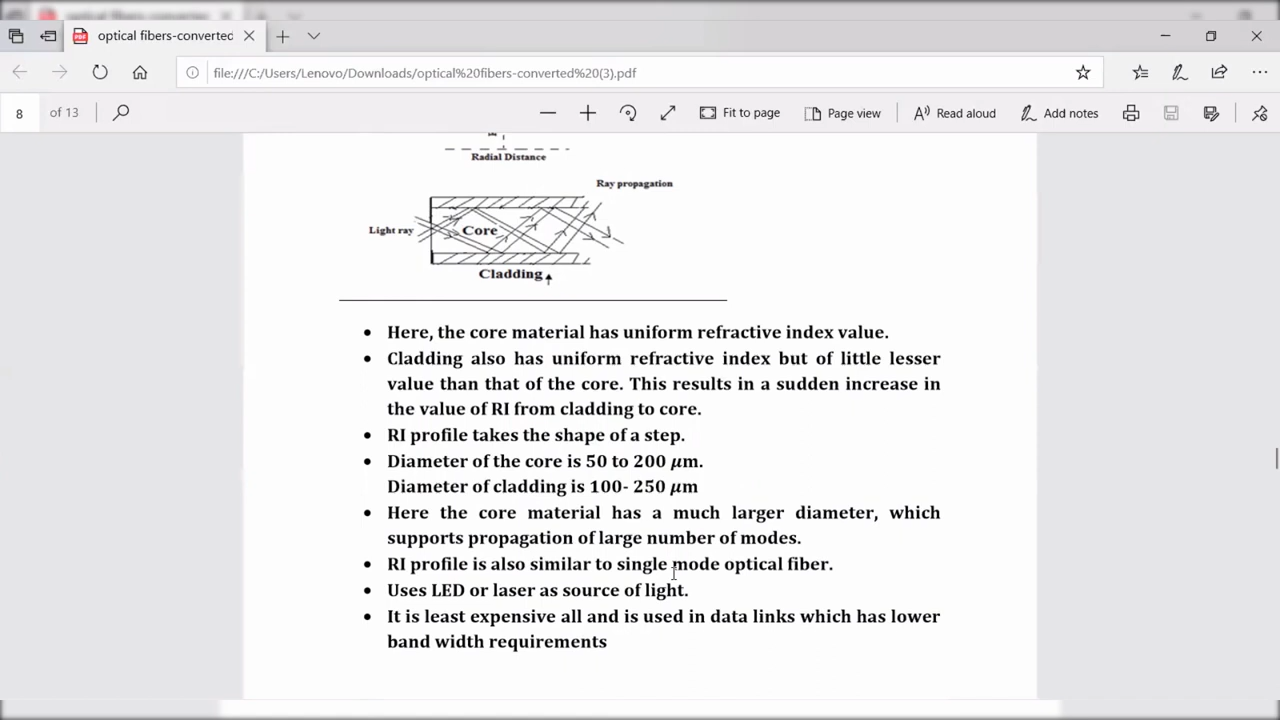 optical fibers-converted
file:///C:/Users/Lenovo/Downloads/optical%20fibers-converted%20(3).pdf
8 of 13
Fit to page
Page view
Read aloud
Add notes
Radial Distance
Ray propagation
Light ray
Core
Cladding
• Here, the core material has uniform refractive index value.
• Cladding also has uniform refractive index but of little lesser
value than that of the core. This results in a sudden increase in
the value of RI from cladding to core.
• RI profile takes the shape of a step.
• Diameter of the core is 50 to 200 μm.
Diameter of cladding is 100- 250 μm
• Here the core material has a much larger diameter, which
supports propagation of large number of modes.
• RI profile is also similar to single mode optical fiber.
• Uses LED or laser as source of light.
• It is least expensive all and is used in data links which has lower
band width requirements